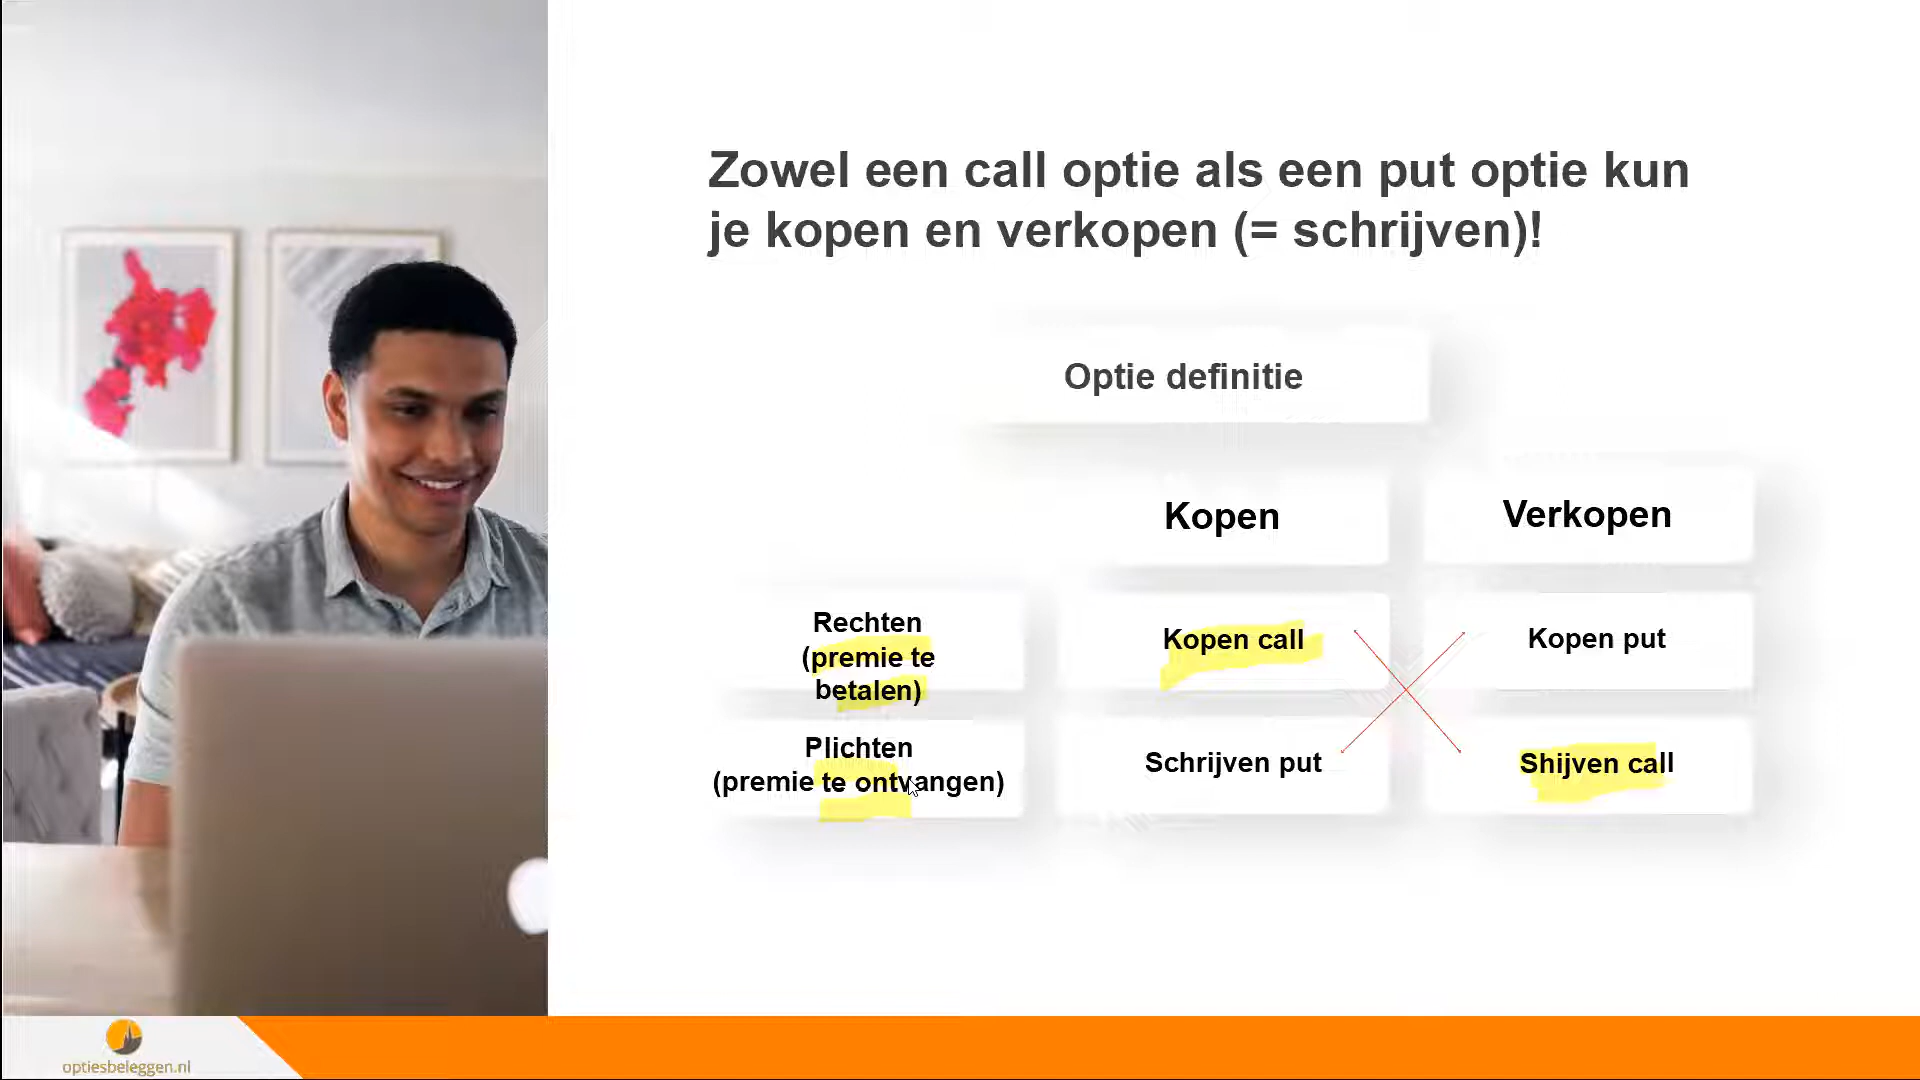 Zowel een call optie als een put optie kun
je kopen en verkopen (= schrijven)!
Optie definitie
Kopen
Verkopen
Rechten
(premie te
betalen)
Kopen call
Kopen put
Plichten
(premie te ontvangen)
Schrijven put
Shijven call
optiesbeleggen.nl